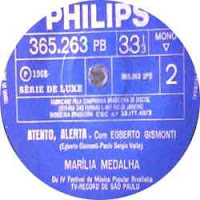 PHILIPS
365.263 PB
33⅓
MONO
℗ 1968
365.263 2PB
SÉRIE DE LUXE
2
FABRICADO PELA COMPANHIA BRASILEIRA DE DISCOS
INDÚSTRIA BRASILEIRA
ATENTO, ALERTA - Com EGBERTO GISMONTI
(Egberto Gismonti-Paulo Sergio Valle)
MARÍLIA MEDALHA
Do IV Festival da Música Popular Brasileira
TV-RECORD DE SÃO PAULO